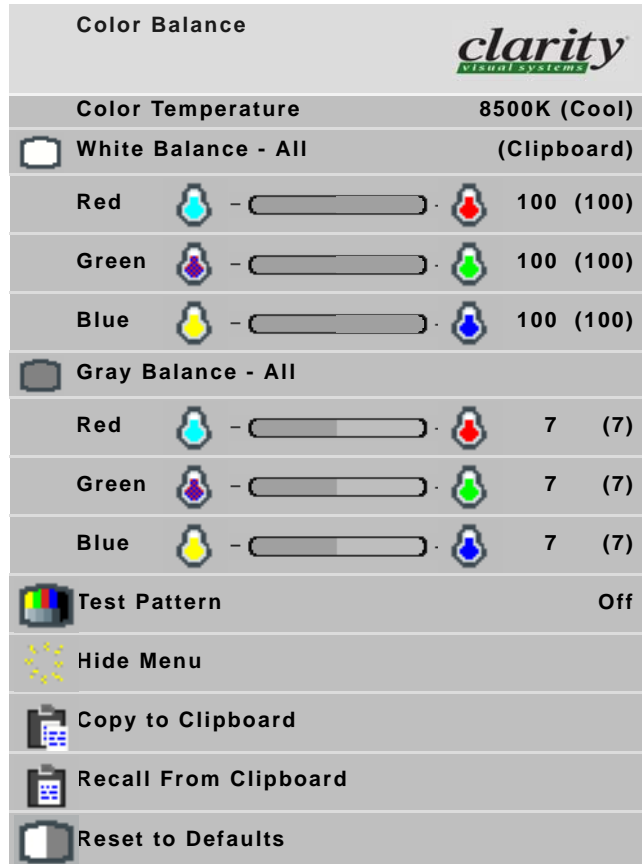 Color Balance
clarity
visual systems
Color Temperature 8500K (Cool)
White Balance - All (Clipboard)
Red - 100 (100)
Green - 100 (100)
Blue - 100 (100)
Gray Balance - All
Red - 7 (7)
Green - 7 (7)
Blue - 7 (7)
Test Pattern Off
Hide Menu
Copy to Clipboard
Recall From Clipboard
Reset to Defaults